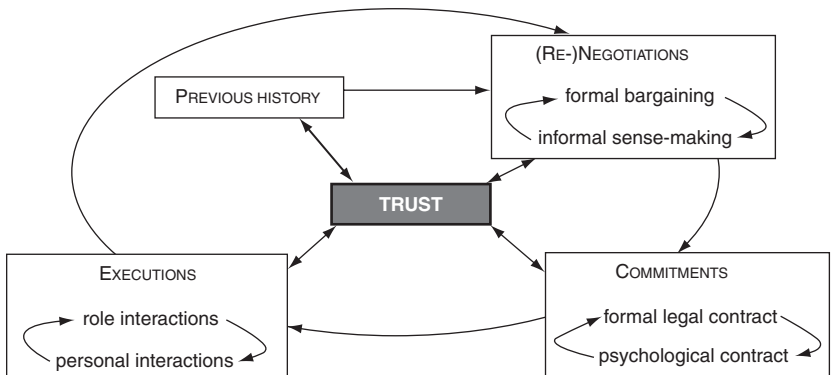 (RE-)NEGOTIATIONS
formal bargaining
informal sense-making
PREVIOUS HISTORY
TRUST
EXECUTIONS
role interactions
personal interactions
COMMITMENTS
formal legal contract
psychological contract